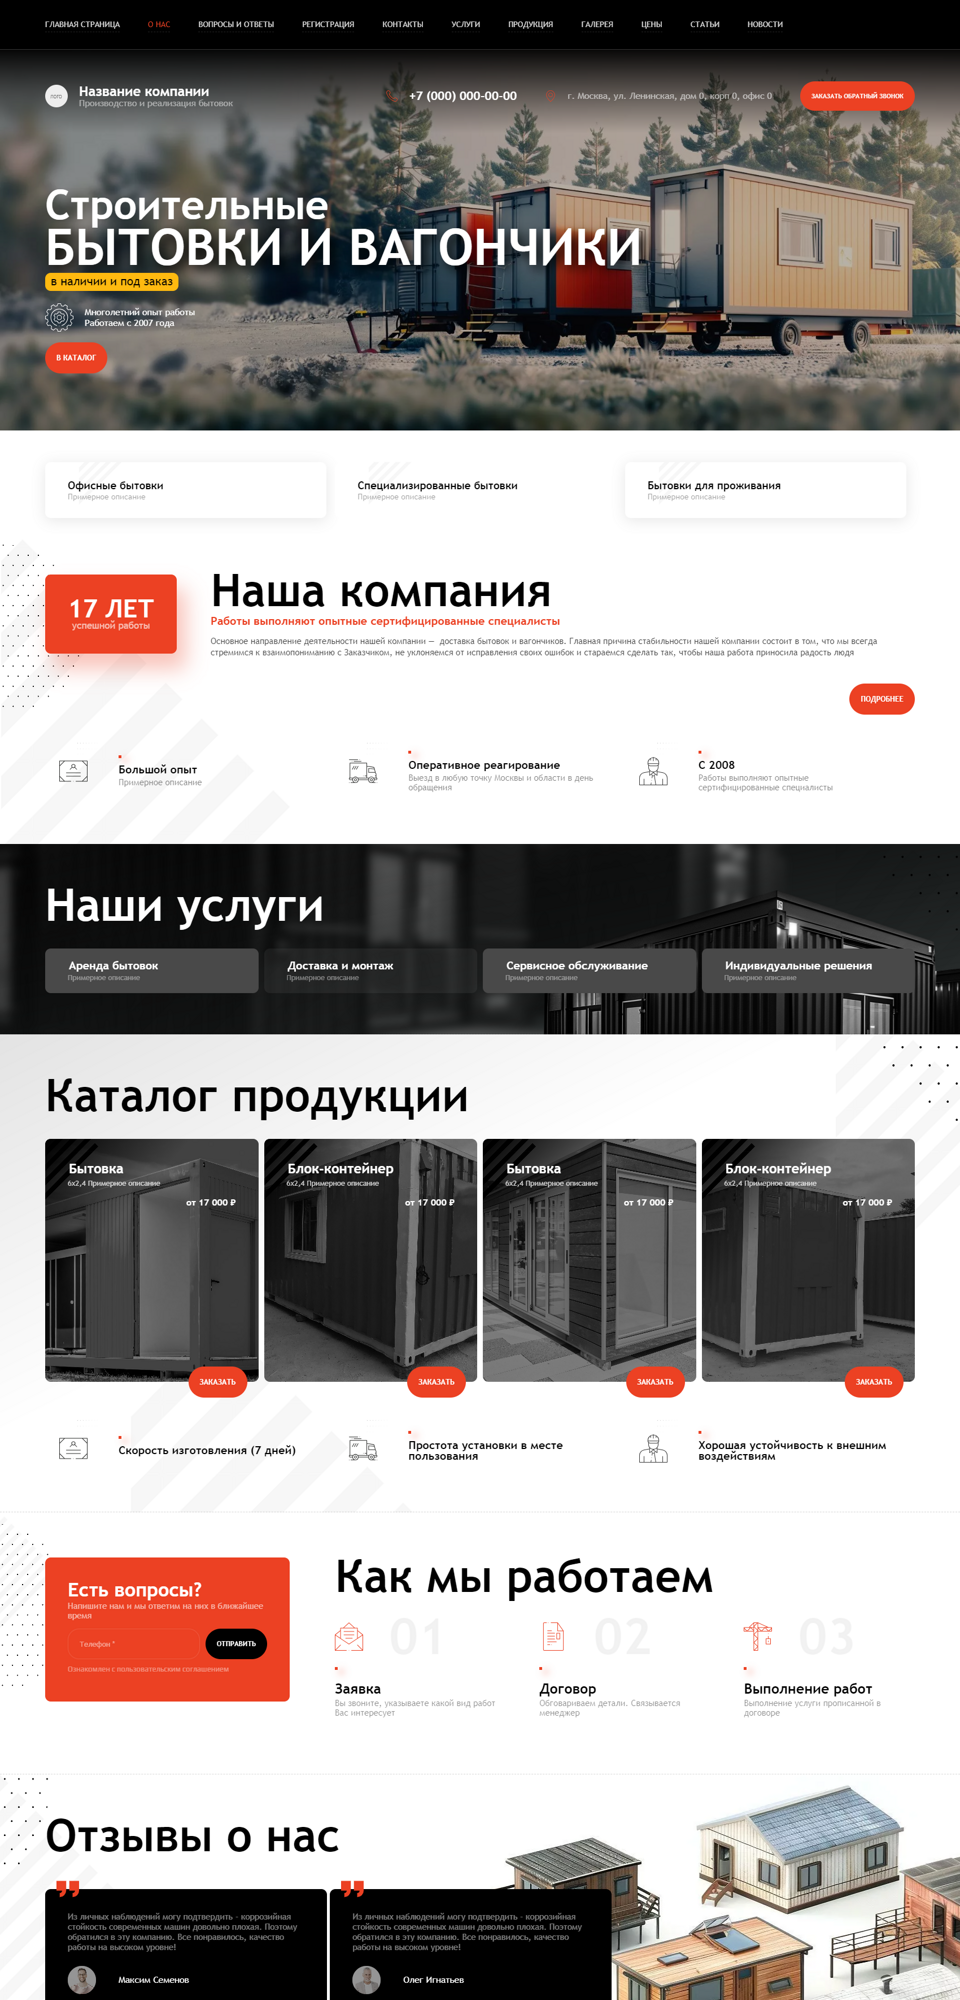 ГЛАВНАЯ СТРАНИЦА О НАС ВОПРОСЫ И ОТВЕТЫ РЕГИСТРАЦИЯ КОНТАКТЫ УСЛУГИ ПРОДУКЦИЯ ГАЛЕРЕЯ ЦЕНЫ СТАТЬИ НОВОСТИ
ЛОГО
Название компании
Производство и реализация бытовок
+7 (000) 000-00-00
г. Москва, ул. Ленинская, дом 0, корп 0, офис 0
ЗАКАЗАТЬ ОБРАТНЫЙ ЗВОНОК
Строительные
БЫТОВКИ И ВАГОНЧИКИ
в наличии и под заказ
Многолетний опыт работы
Работаем с 2007 года
В КАТАЛОГ
Офисные бытовки
Примерное описание
Специализированные бытовки
Примерное описание
Бытовки для проживания
Примерное описание
17 ЛЕТ
успешной работы
Наша компания
Работы выполняют опытные сертифицированные специалисты
Основное направление деятельности нашей компании — доставка бытовок и вагончиков. Главная причина стабильности нашей компании состоит в том, что мы всегда
стремимся к взаимопониманию с Заказчиком, не уклоняемся от исправления своих ошибок и стараемся сделать так, чтобы наша работа приносила радость людя
ПОДРОБНЕЕ
Большой опыт
Примерное описание
Оперативное реагирование
Выезд в любую точку Москвы и области в день
обращения
С 2008
Работы выполняют опытные
сертифицированные специалисты
Наши услуги
Аренда бытовок
Примерное описание
Доставка и монтаж
Примерное описание
Сервисное обслуживание
Примерное описание
Индивидуальные решения
Примерное описание
Каталог продукции
Бытовка
6х2,4 Примерное описание
от 17 000 ₽
ЗАКАЗАТЬ
Блок-контейнер
6х2,4 Примерное описание
от 17 000 ₽
ЗАКАЗАТЬ
Бытовка
6х2,4 Примерное описание
от 17 000 ₽
ЗАКАЗАТЬ
Блок-контейнер
6х2,4 Примерное описание
от 17 000 ₽
ЗАКАЗАТЬ
Скорость изготовления (7 дней)
Простота установки в месте
пользования
Хорошая устойчивость к внешним
воздействиям
Есть вопросы?
Напишите нам и мы ответим на них в ближайшее
время
Телефон *
ОТПРАВИТЬ
Ознакомлен с пользовательским соглашением
Как мы работаем
01
Заявка
Вы звоните, указываете какой вид работ
Вас интересует
02
Договор
Обговариваем детали. Связывается
менеджер
03
Выполнение работ
Выполнение услуги прописанной в
договоре
Отзывы о нас
Из личных наблюдений могу подтвердить - коррозийная
стойкость современных машин довольно плохая. Поэтому
обратился в эту компанию. Все понравилось, качество
работы на высоком уровне!
Максим Семенов
Из личных наблюдений могу подтвердить - коррозийная
стойкость современных машин довольно плохая. Поэтому
обратился в эту компанию. Все понравилось, качество
работы на высоком уровне!
Олег Игнатьев